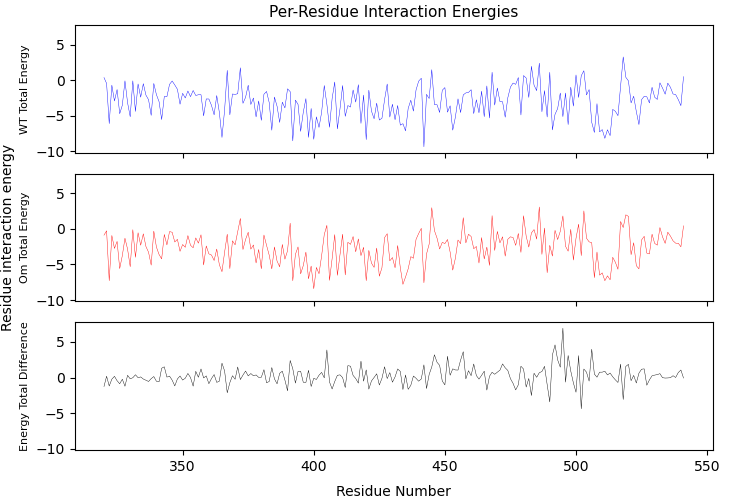 Per-Residue Interaction Energies
Residue interaction energy
WT Total Energy
5
0
−5
−10
Om Total Energy
5
0
−5
−10
Energy Total Difference
5
0
−5
−10
350
400
450
500
550
Residue Number